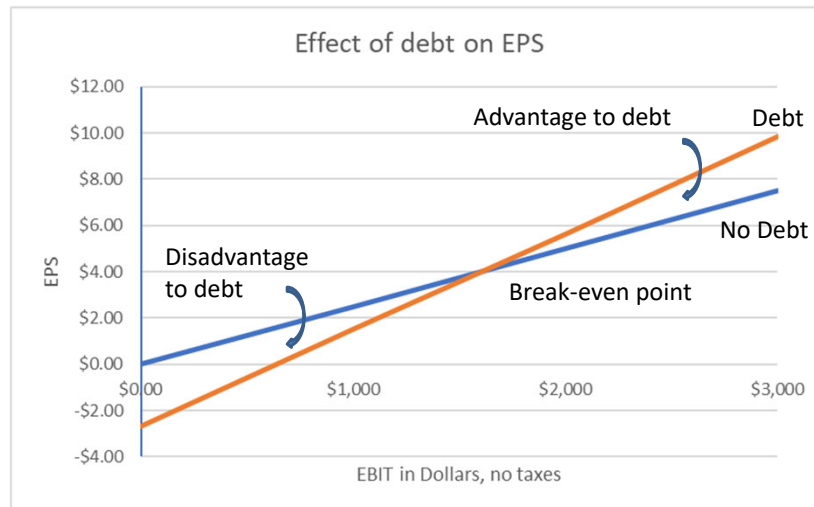 Effect of debt on EPS
$12.00
$10.00
$8.00
$6.00
$4.00
$2.00
$0.00
-$2.00
-$4.00
EPS
Advantage to debt
Debt
No Debt
Disadvantage
to debt
Break-even point
$0.00
$1,000
$2,000
$3,000
EBIT in Dollars, no taxes